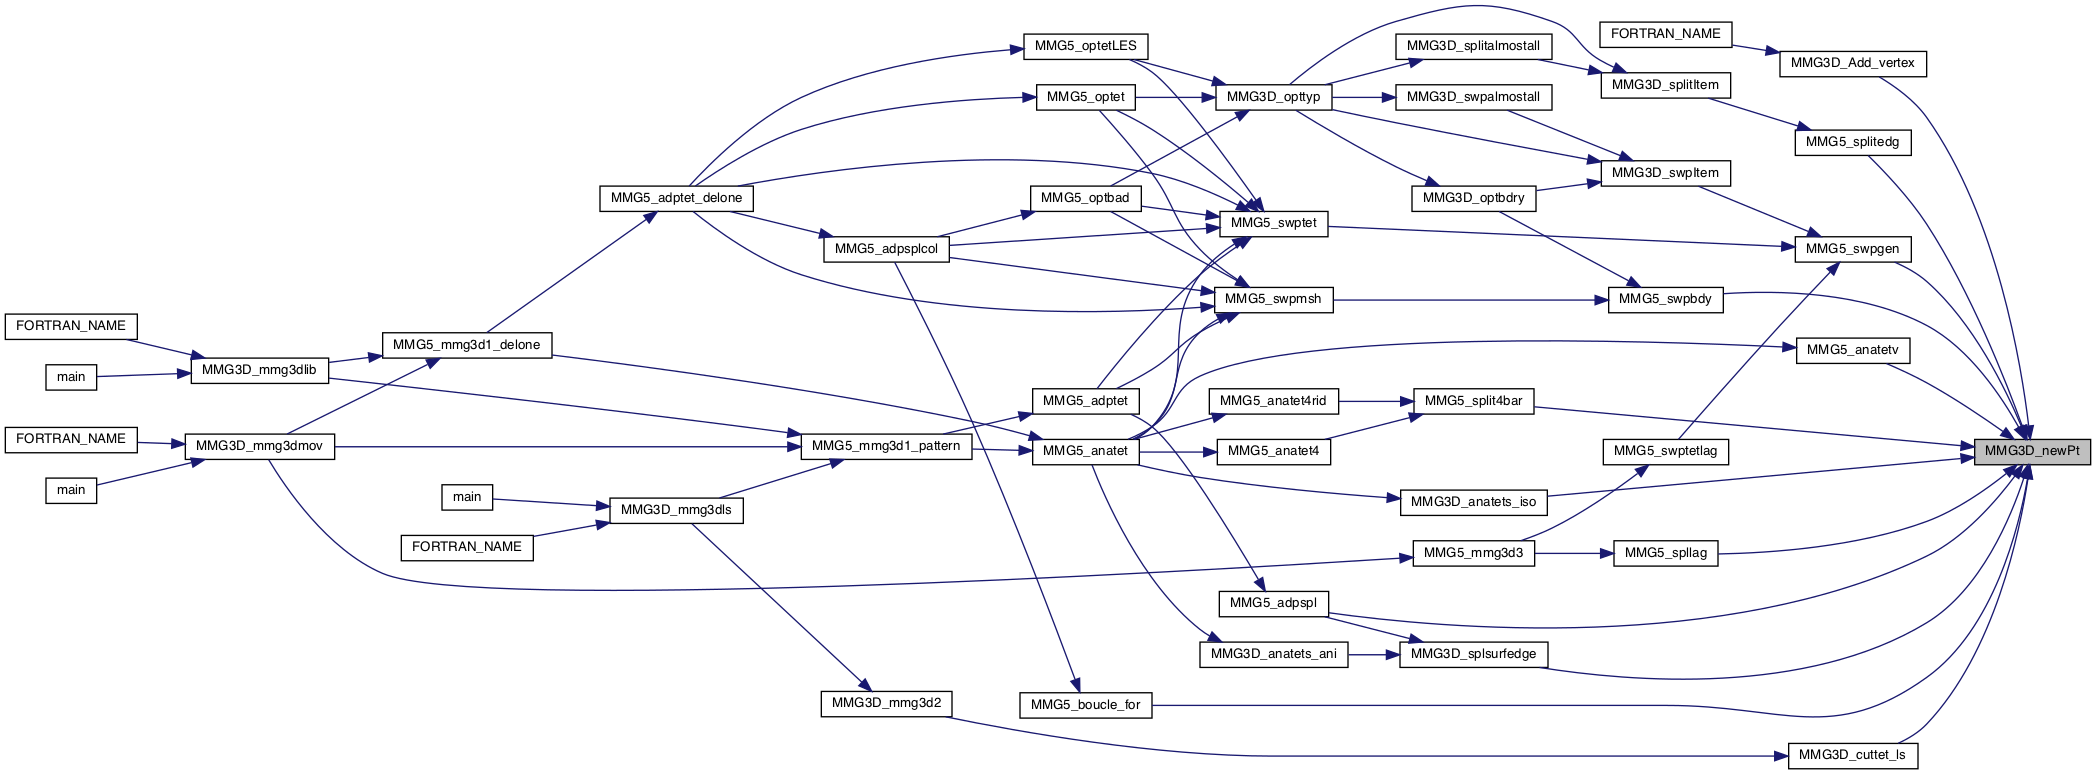 MMG5_optetLES
MMG3D_splitalmostall
FORTRAN_NAME
MMG3D_Add_vertex
MMG5_optet
MMG3D_opttyp
MMG3D_swpalmostall
MMG3D_splitItem
MMG5_splitedg
MMG5_adptet_delone
MMG5_optbad
MMG3D_optbdry
MMG3D_swpItem
MMG5_swptet
MMG5_adpsplcol
MMG5_swpgen
MMG5_swpmsh
MMG5_swpbdy
FORTRAN_NAME
MMG5_mmg3d1_delone
MMG5_anatetv
main
MMG3D_mmg3dlib
MMG5_adptet
MMG5_anatet4rid
MMG5_split4bar
FORTRAN_NAME
MMG3D_mmg3dmov
MMG5_mmg3d1_pattern
MMG5_anatet
MMG5_anatet4
MMG5_swptetlag
MMG3D_newPt
main
main
MMG3D_mmg3dls
MMG3D_anatets_iso
FORTRAN_NAME
MMG5_mmg3d3
MMG5_spllag
MMG5_adpspl
MMG3D_anatets_ani
MMG3D_splsurfedge
MMG3D_mmg3d2
MMG5_boucle_for
MMG3D_cuttet_ls